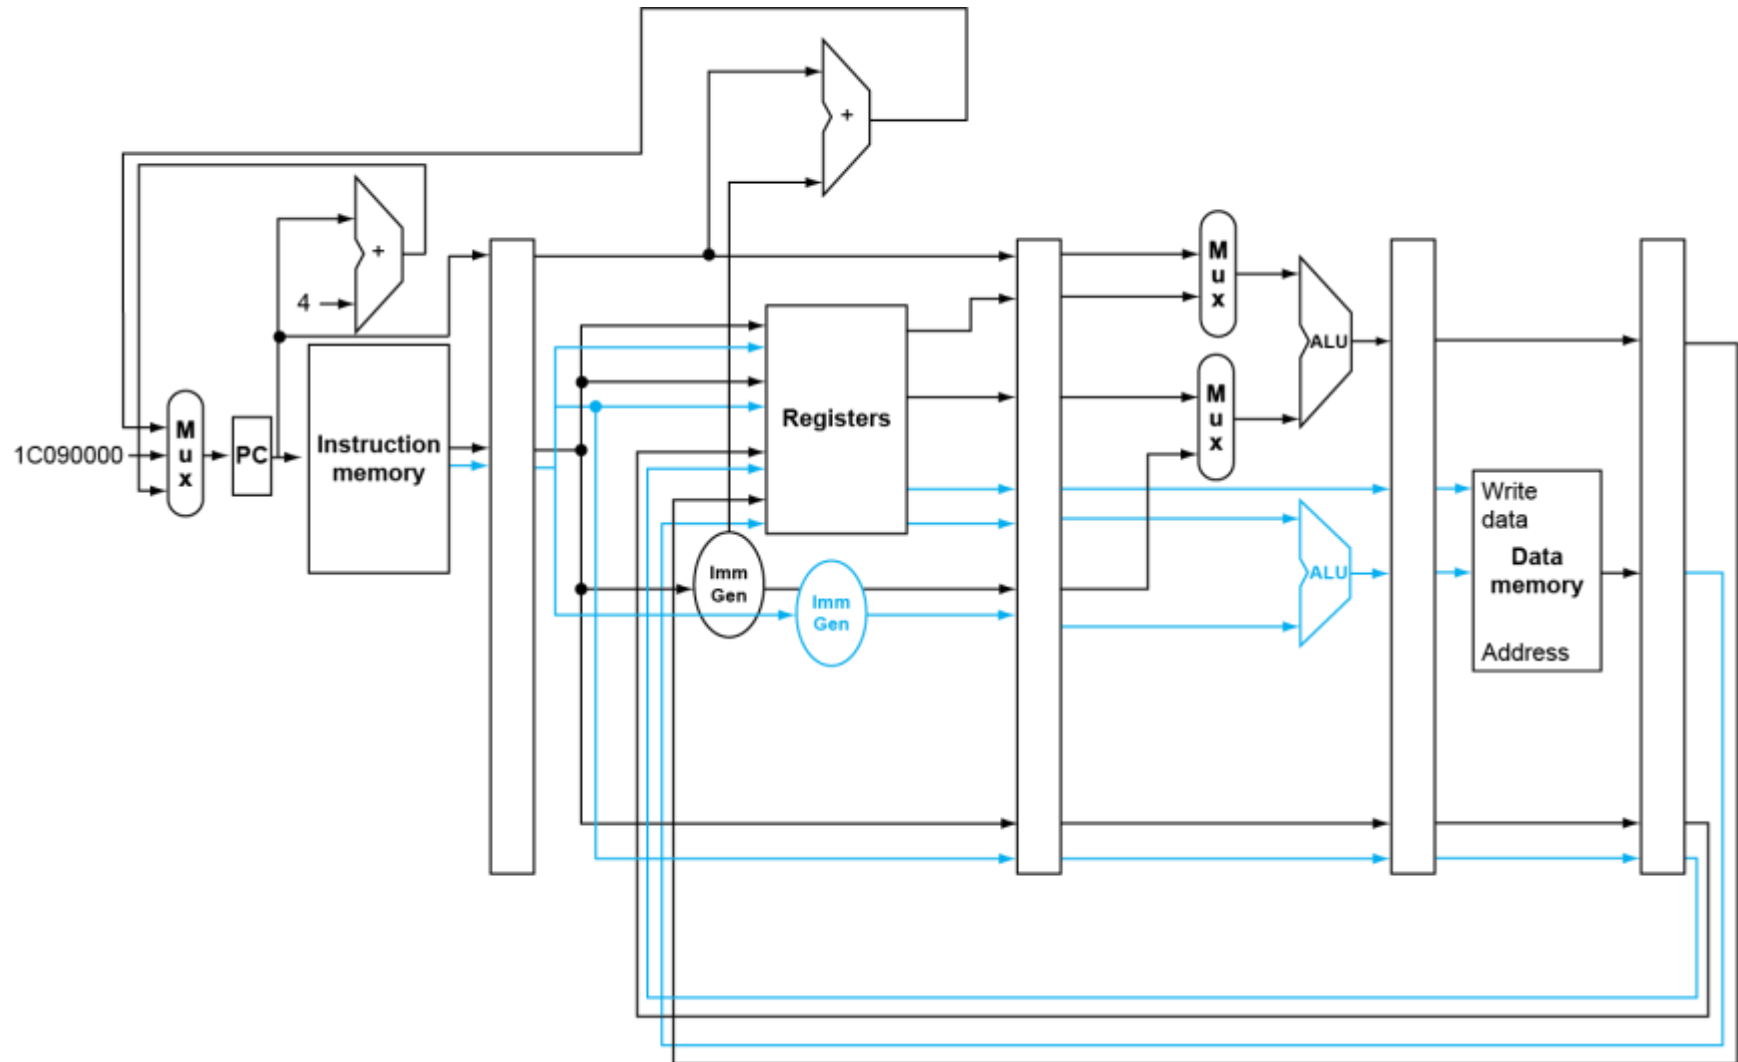 +
+
4
M
u
x
M
u
x
M
u
x
ALU
1C090000
PC
Instruction
memory
Registers
Imm
Gen
Imm
Gen
ALU
Write
data
Data
memory
Address